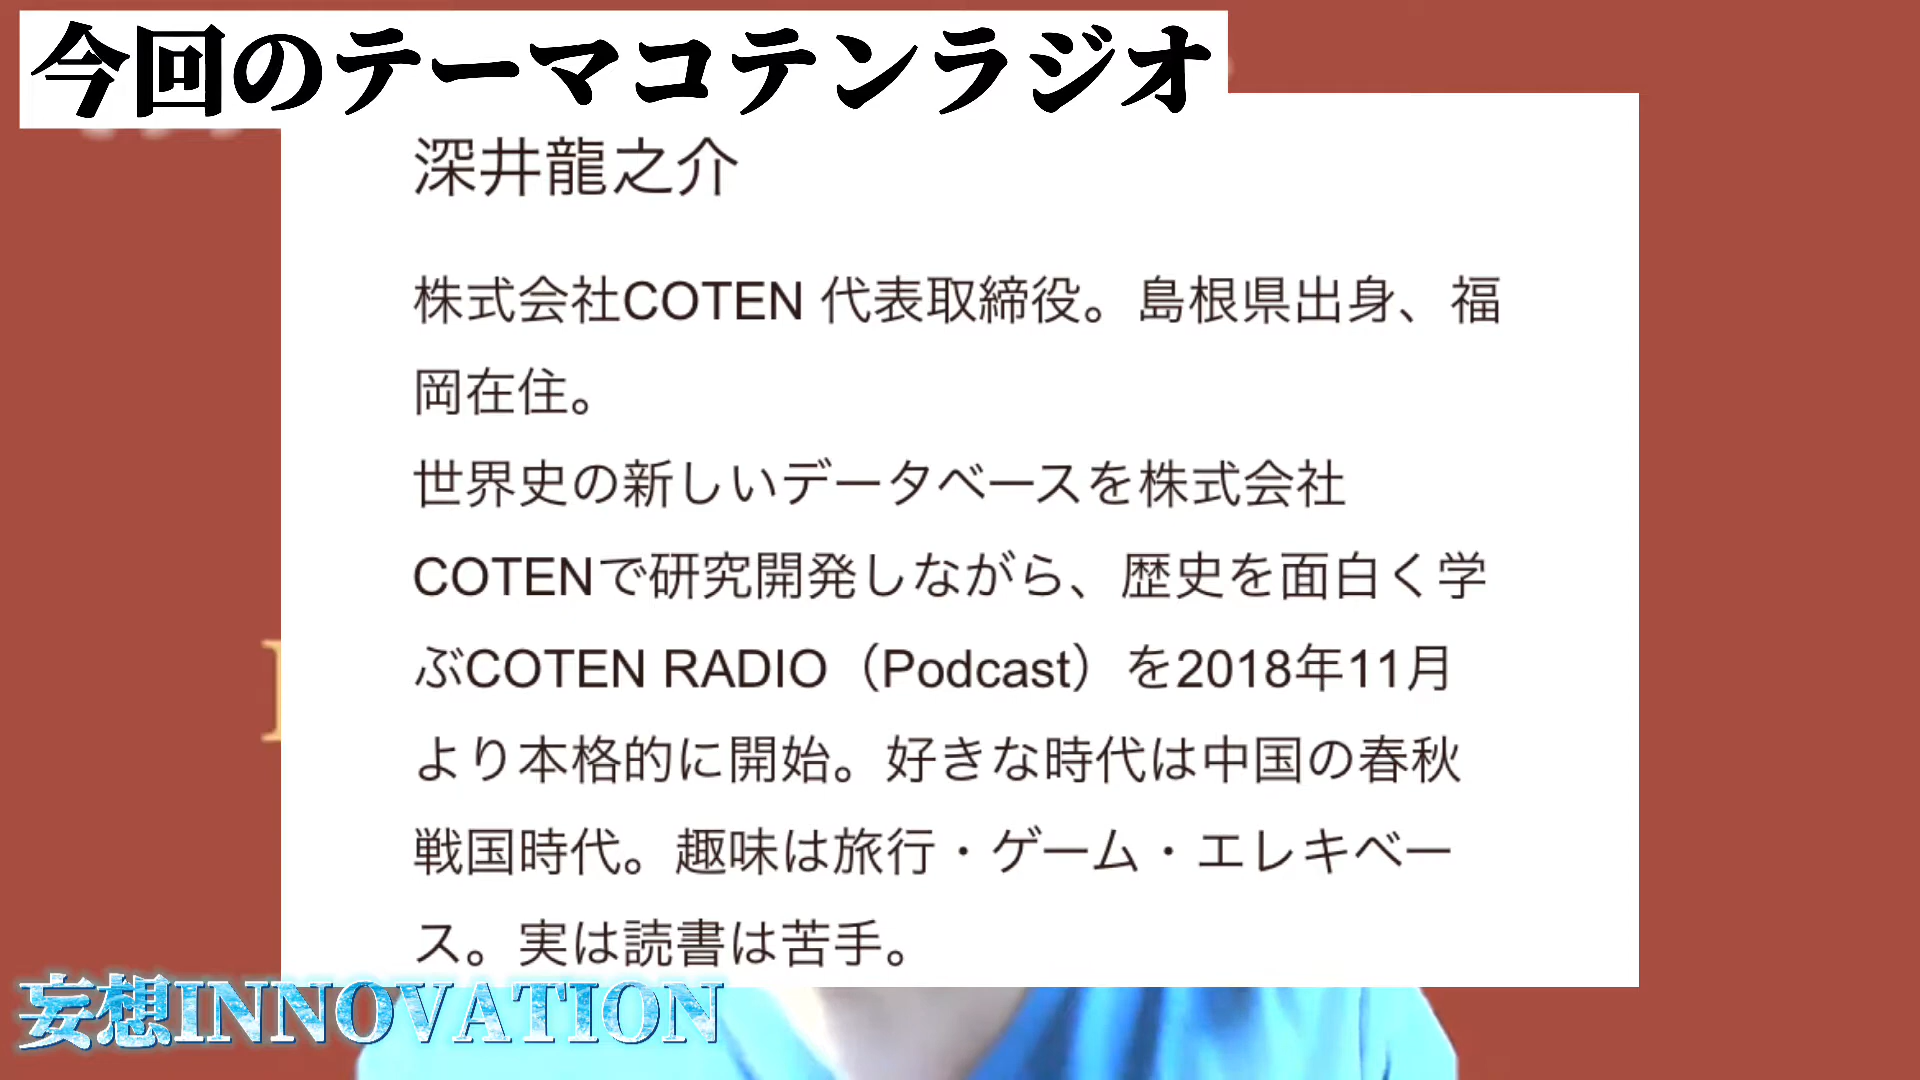 今回のテーマコテンラジオ
深井龍之介
株式会社COTEN 代表取締役。島根県出身、福
岡在住。
世界史の新しいデータベースを株式会社
COTENで研究開発しながら、歴史を面白く学
ぶCOTEN RADIO（Podcast）を2018年11月
より本格的に開始。好きな時代は中国の春秋
戦国時代。趣味は旅行・ゲーム・エレキベー
ス。実は読書は苦手。
妄想INNOVATION